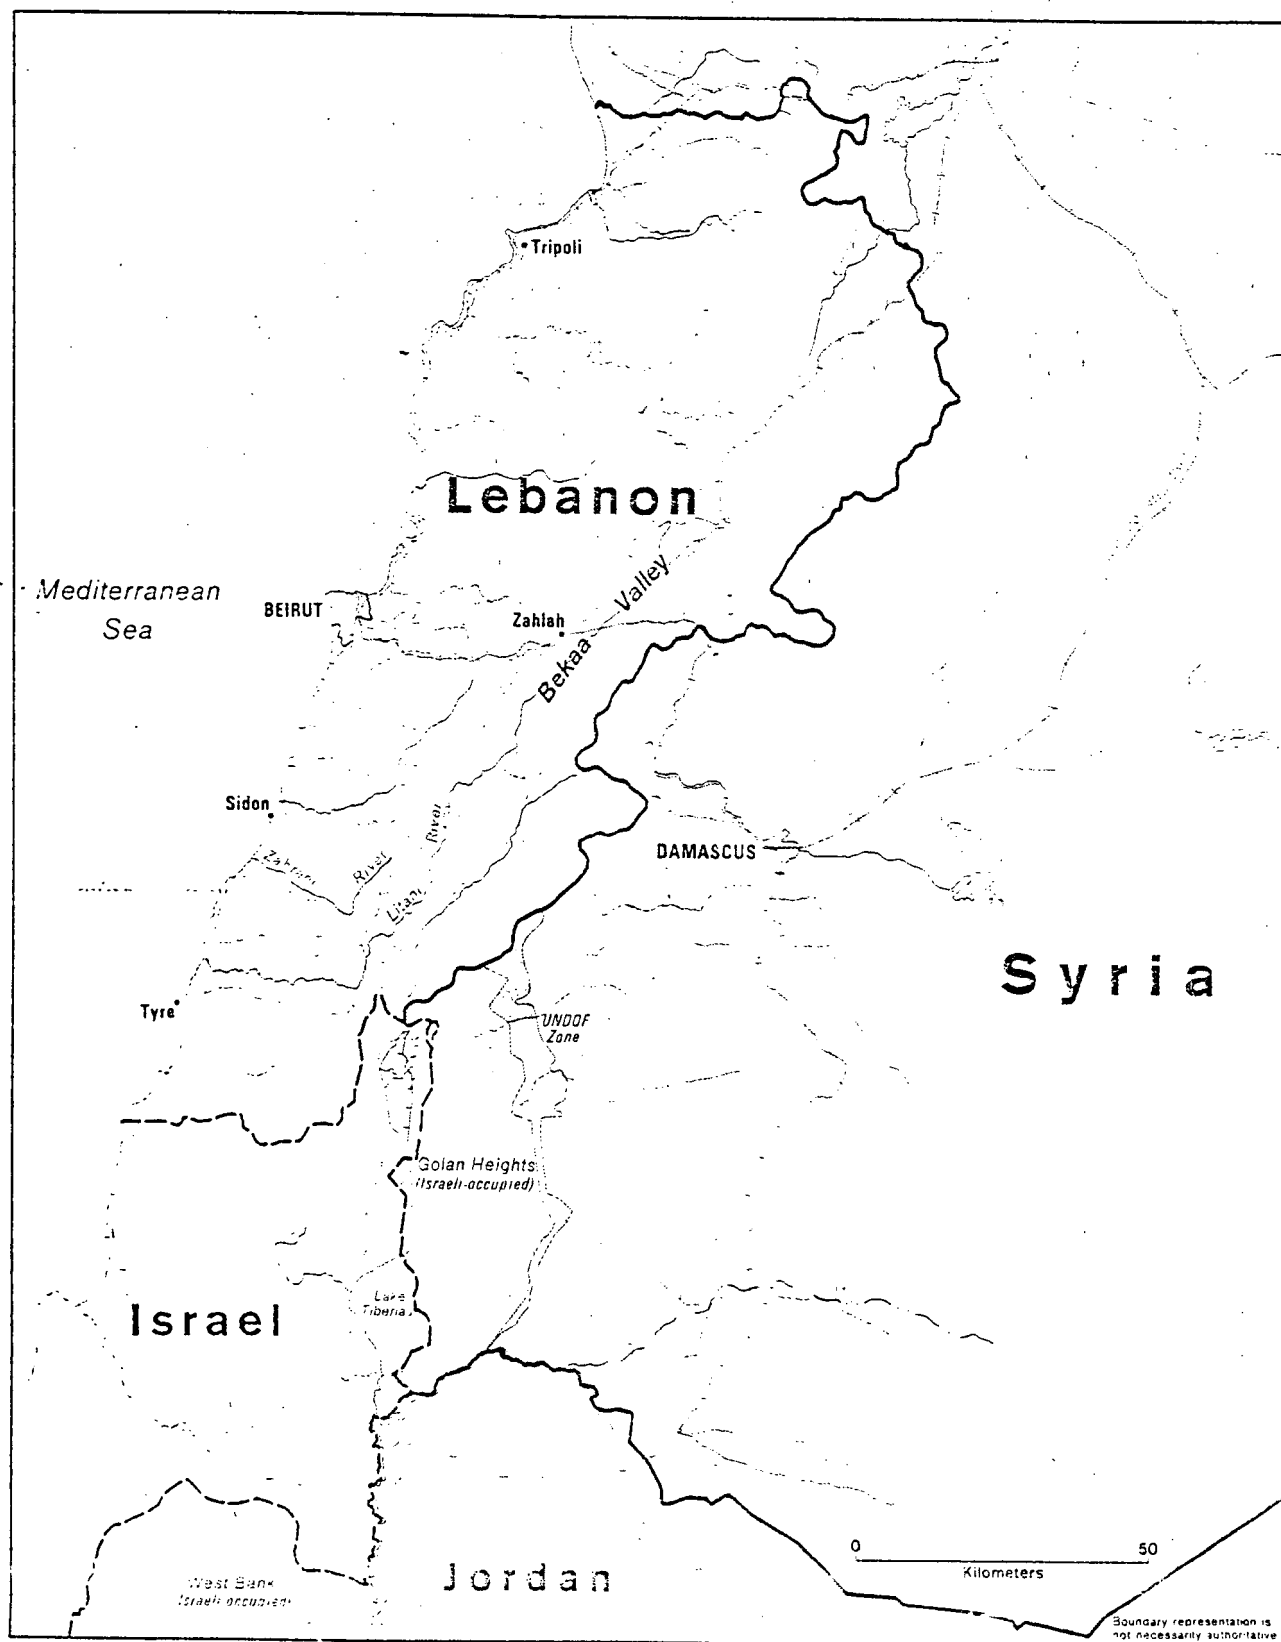 Tripoli
Lebanon
Mediterranean
Sea
BEIRUT
Zahlah
Bekaa Valley
Sidon
Zahrani River
Litani River
DAMASCUS
Syria
Tyre
UNDOF
Zone
Golan Heights
(Israeli-occupied)
Israel
Lake
Tiberias
Jordan
West Bank
(Israeli occupied)
0 50
Kilometers
Boundary representation is
not necessarily authoritative